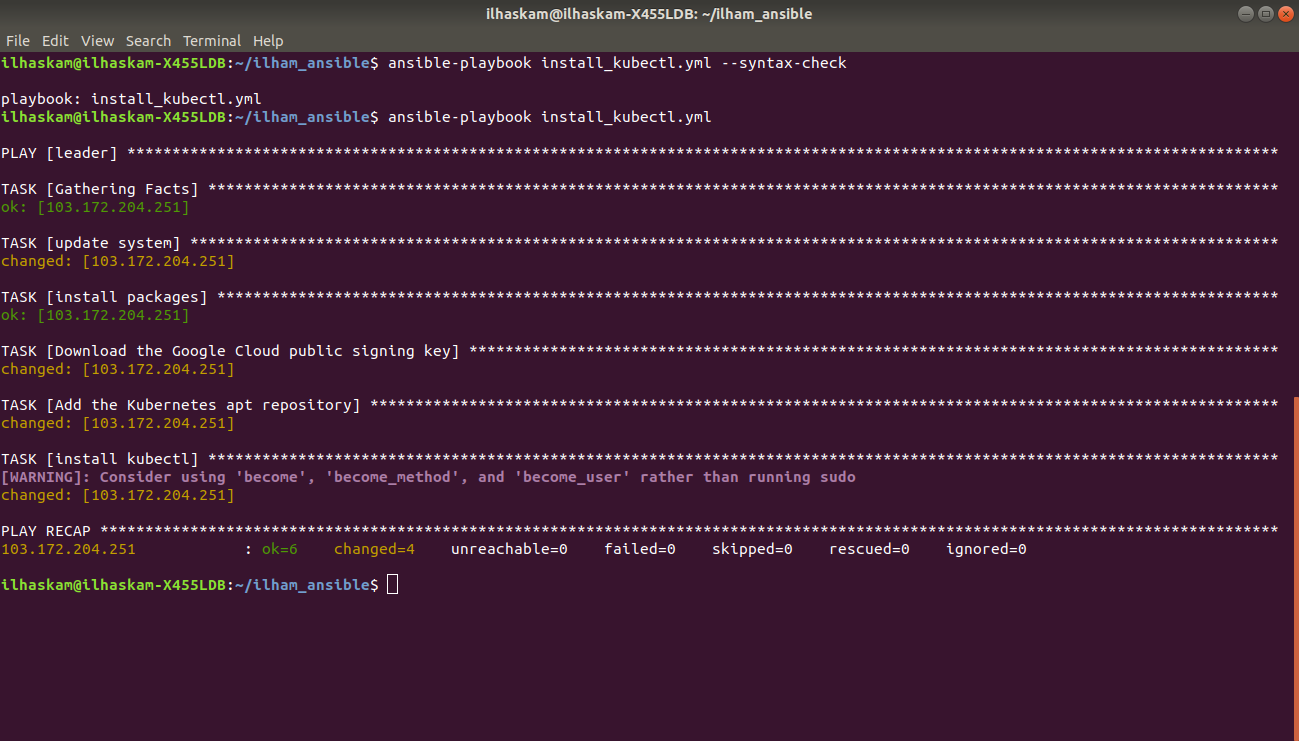 ilhaskam@ilhaskam-X455LDB: ~/ilham_ansible
File Edit View Search Terminal Help
ilhaskam@ilhaskam-X455LDB:~/ilham_ansible$ ansible-playbook install_kubectl.yml --syntax-check
playbook: install_kubectl.yml
ilhaskam@ilhaskam-X455LDB:~/ilham_ansible$ ansible-playbook install_kubectl.yml
PLAY [leader] ********************************************************************************************************************************
TASK [Gathering Facts] ***********************************************************************************************************************
ok: [103.172.204.251]
TASK [update system] *************************************************************************************************************************
changed: [103.172.204.251]
TASK [install packages] **********************************************************************************************************************
ok: [103.172.204.251]
TASK [Download the Google Cloud public signing key] ******************************************************************************************
changed: [103.172.204.251]
TASK [Add the Kubernetes apt repository] *****************************************************************************************************
changed: [103.172.204.251]
TASK [install kubectl] ***********************************************************************************************************************
[WARNING]: Consider using 'become', 'become_method', and 'become_user' rather than running sudo
changed: [103.172.204.251]
PLAY RECAP ***********************************************************************************************************************************
103.172.204.251            : ok=6    changed=4    unreachable=0    failed=0    skipped=0    rescued=0    ignored=0
ilhaskam@ilhaskam-X455LDB:~/ilham_ansible$